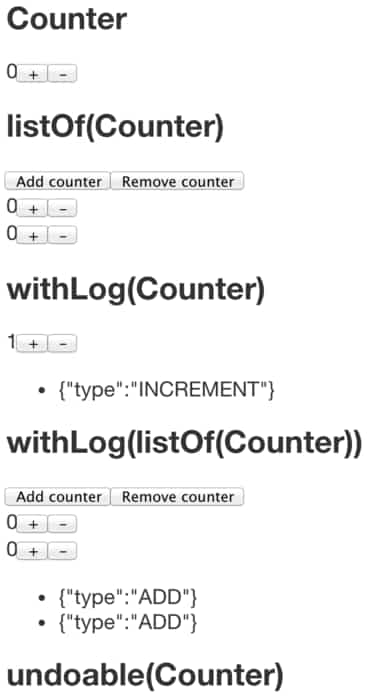 Counter
0 + -
listOf(Counter)
Add counter Remove counter
0 + -
0 + -
withLog(Counter)
1 + -
• {"type":"INCREMENT"}
withLog(listOf(Counter))
Add counter Remove counter
0 + -
0 + -
• {"type":"ADD"}
• {"type":"ADD"}
undoable(Counter)